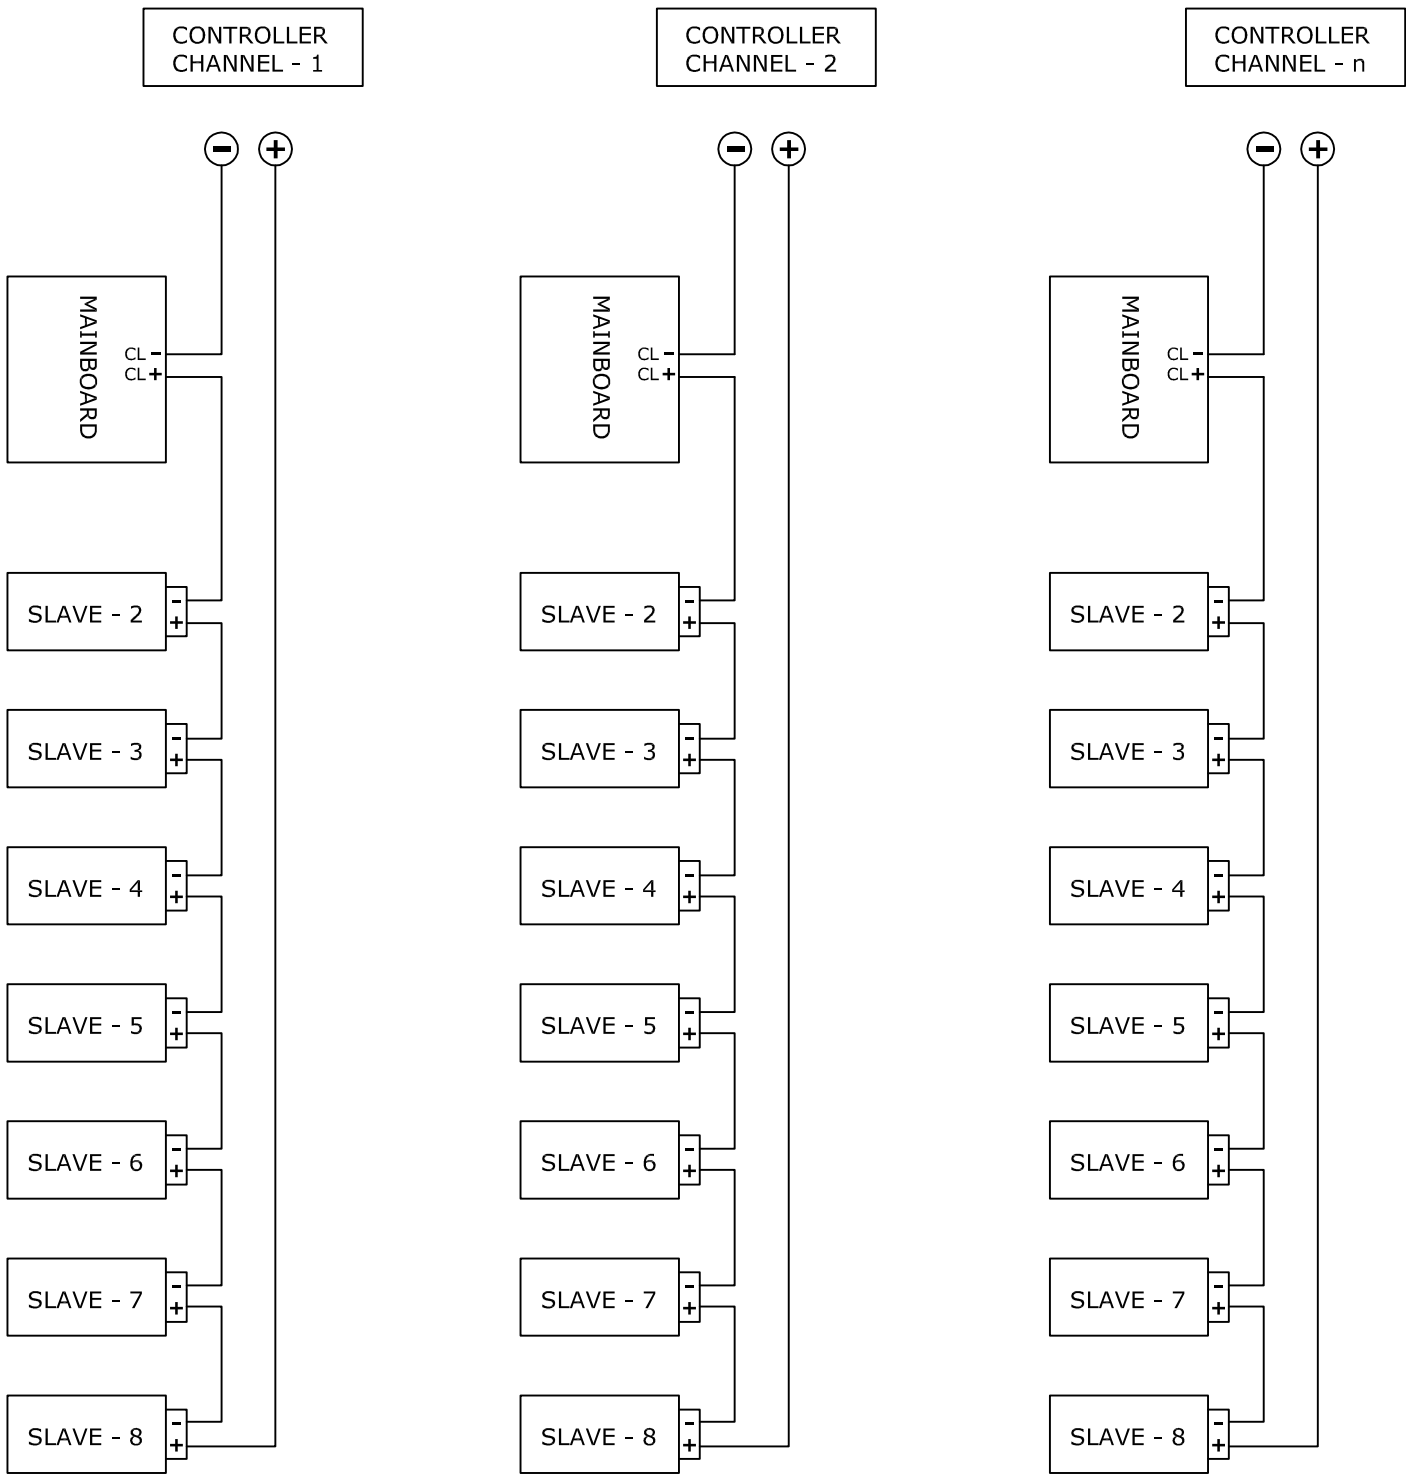 CONTROLLER
CHANNEL - 1
− +
MAINBOARD
CL −
CL +
SLAVE - 2
-
+
SLAVE - 3
-
+
SLAVE - 4
-
+
SLAVE - 5
-
+
SLAVE - 6
-
+
SLAVE - 7
-
+
SLAVE - 8
-
+
CONTROLLER
CHANNEL - 2
− +
MAINBOARD
CL −
CL +
SLAVE - 2
-
+
SLAVE - 3
-
+
SLAVE - 4
-
+
SLAVE - 5
-
+
SLAVE - 6
-
+
SLAVE - 7
-
+
SLAVE - 8
-
+
CONTROLLER
CHANNEL - n
− +
MAINBOARD
CL −
CL +
SLAVE - 2
-
+
SLAVE - 3
-
+
SLAVE - 4
-
+
SLAVE - 5
-
+
SLAVE - 6
-
+
SLAVE - 7
-
+
SLAVE - 8
-
+